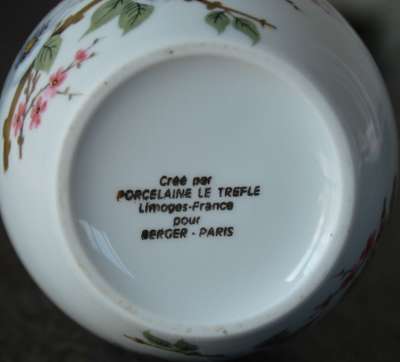 Créé par
PORCELAINE LE TREFLE
Limoges-France
pour
BERGER - PARIS